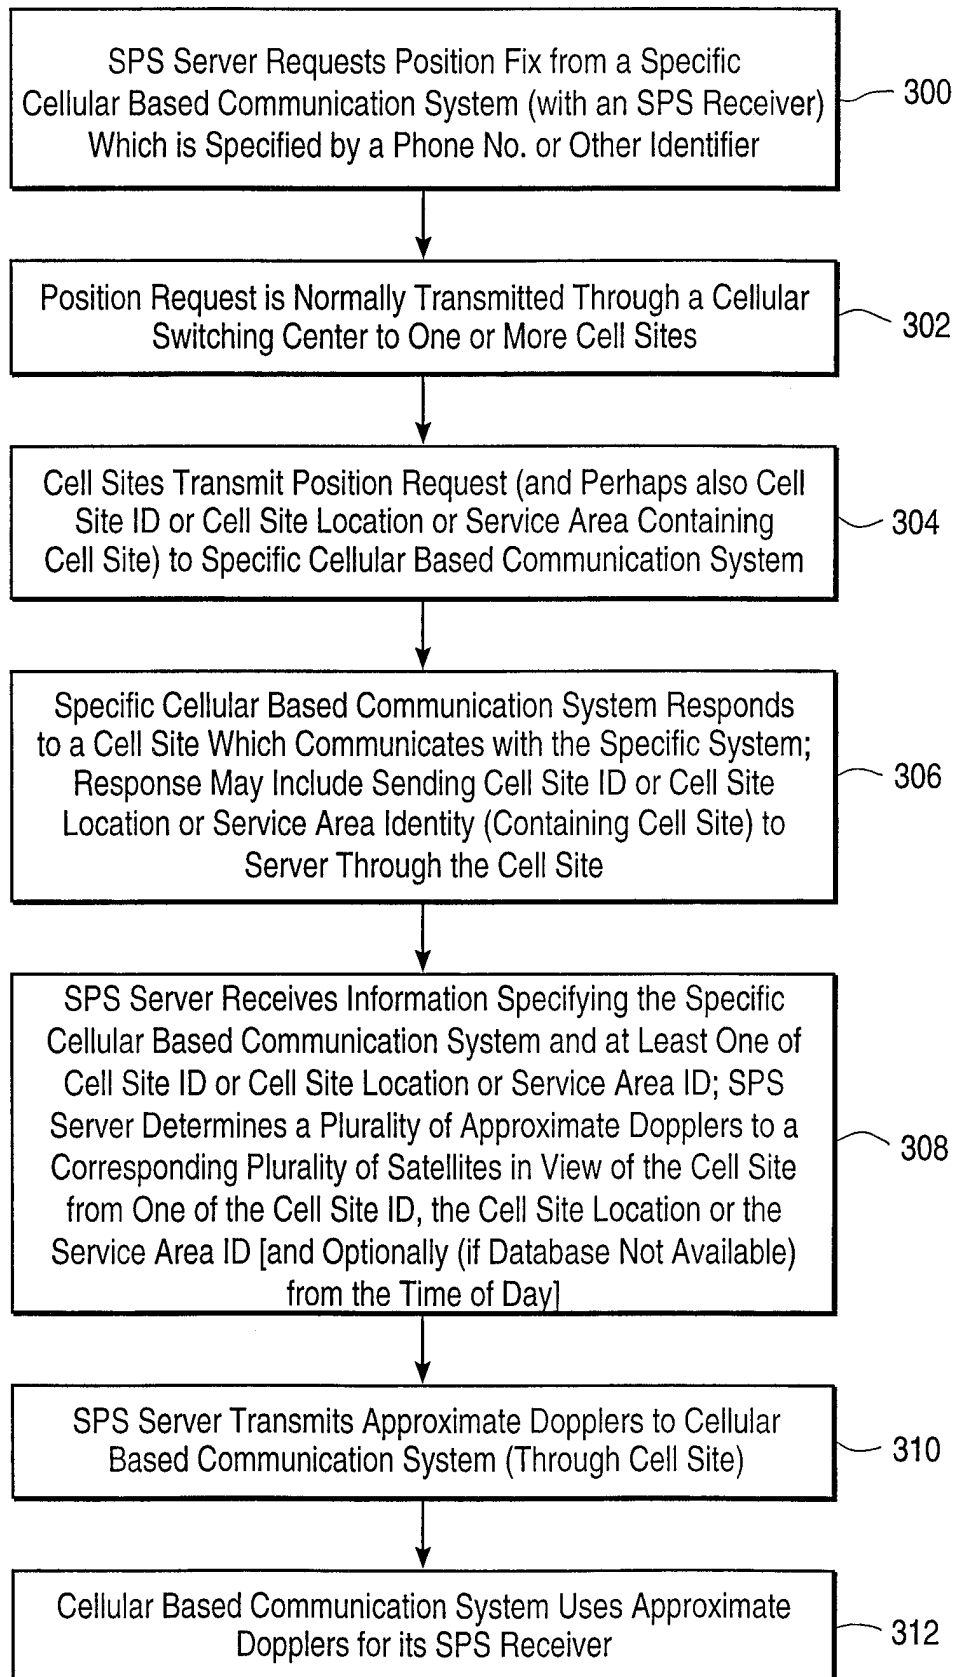 SPS Server Requests Position Fix from a Specific
Cellular Based Communication System (with an SPS Receiver)
Which is Specified by a Phone No. or Other Identifier
300
Position Request is Normally Transmitted Through a Cellular
Switching Center to One or More Cell Sites
302
Cell Sites Transmit Position Request (and Perhaps also Cell
Site ID or Cell Site Location or Service Area Containing
Cell Site) to Specific Cellular Based Communication System
304
Specific Cellular Based Communication System Responds
to a Cell Site Which Communicates with the Specific System;
Response May Include Sending Cell Site ID or Cell Site
Location or Service Area Identity (Containing Cell Site) to
Server Through the Cell Site
306
SPS Server Receives Information Specifying the Specific
Cellular Based Communication System and at Least One of
Cell Site ID or Cell Site Location or Service Area ID; SPS
Server Determines a Plurality of Approximate Dopplers to a
Corresponding Plurality of Satellites in View of the Cell Site
from One of the Cell Site ID, the Cell Site Location or the
Service Area ID [and Optionally (if Database Not Available)
from the Time of Day]
308
SPS Server Transmits Approximate Dopplers to Cellular
Based Communication System (Through Cell Site)
310
Cellular Based Communication System Uses Approximate
Dopplers for its SPS Receiver
312